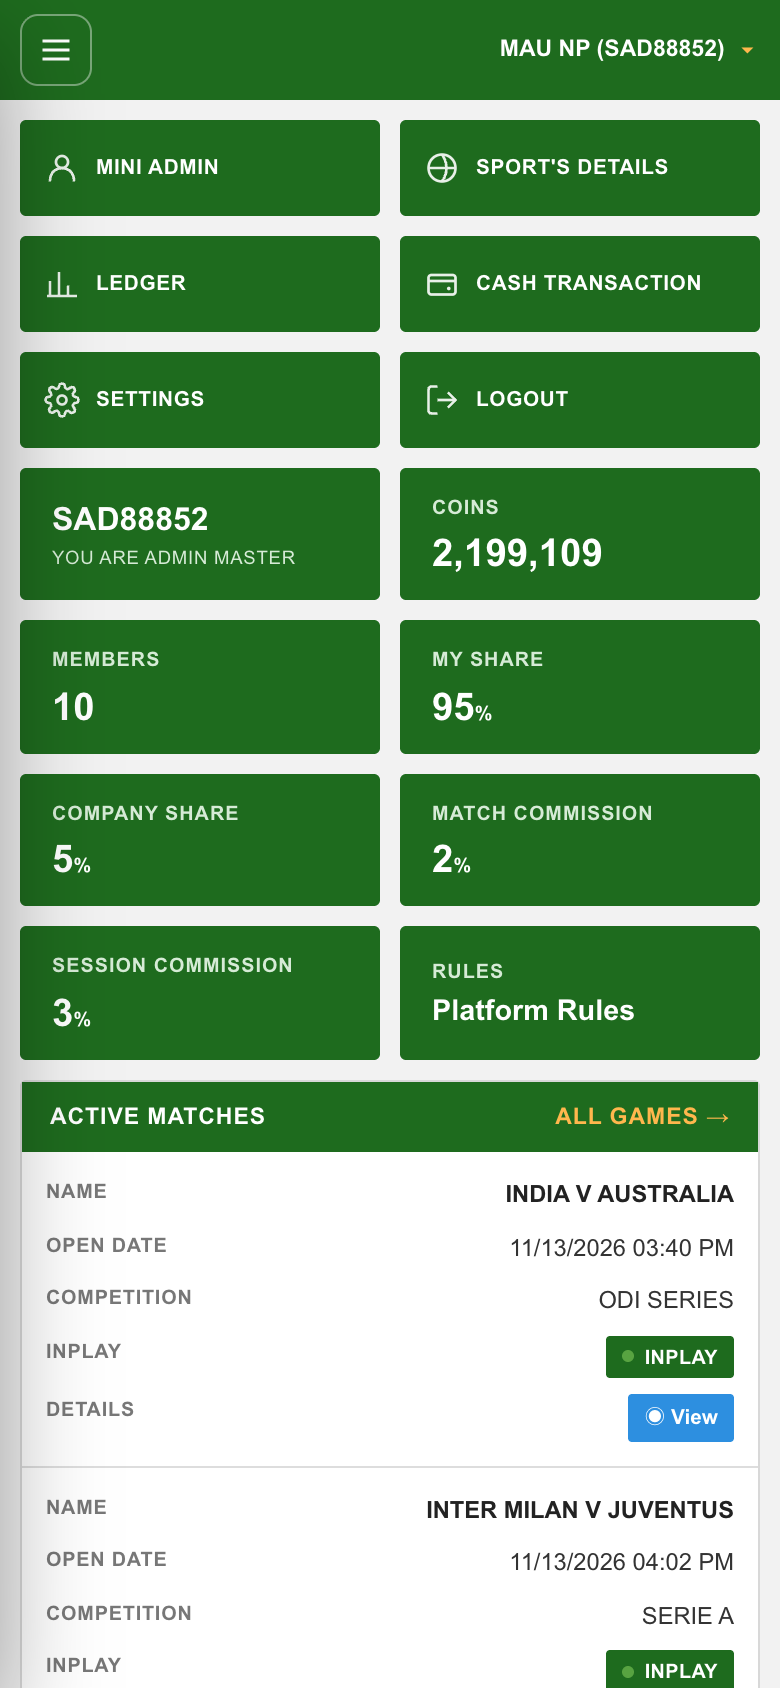 MAU NP (SAD88852)
MINI ADMIN
SPORT'S DETAILS
LEDGER
CASH TRANSACTION
SETTINGS
LOGOUT
SAD88852
YOU ARE ADMIN MASTER
COINS
2,199,109
MEMBERS
10
MY SHARE
95%
COMPANY SHARE
5%
MATCH COMMISSION
2%
SESSION COMMISSION
3%
RULES
Platform Rules
ACTIVE MATCHES
ALL GAMES →
NAME
INDIA V AUSTRALIA
OPEN DATE
11/13/2026 03:40 PM
COMPETITION
ODI SERIES
INPLAY
INPLAY
DETAILS
View
NAME
INTER MILAN V JUVENTUS
OPEN DATE
11/13/2026 04:02 PM
COMPETITION
SERIE A
INPLAY
INPLAY